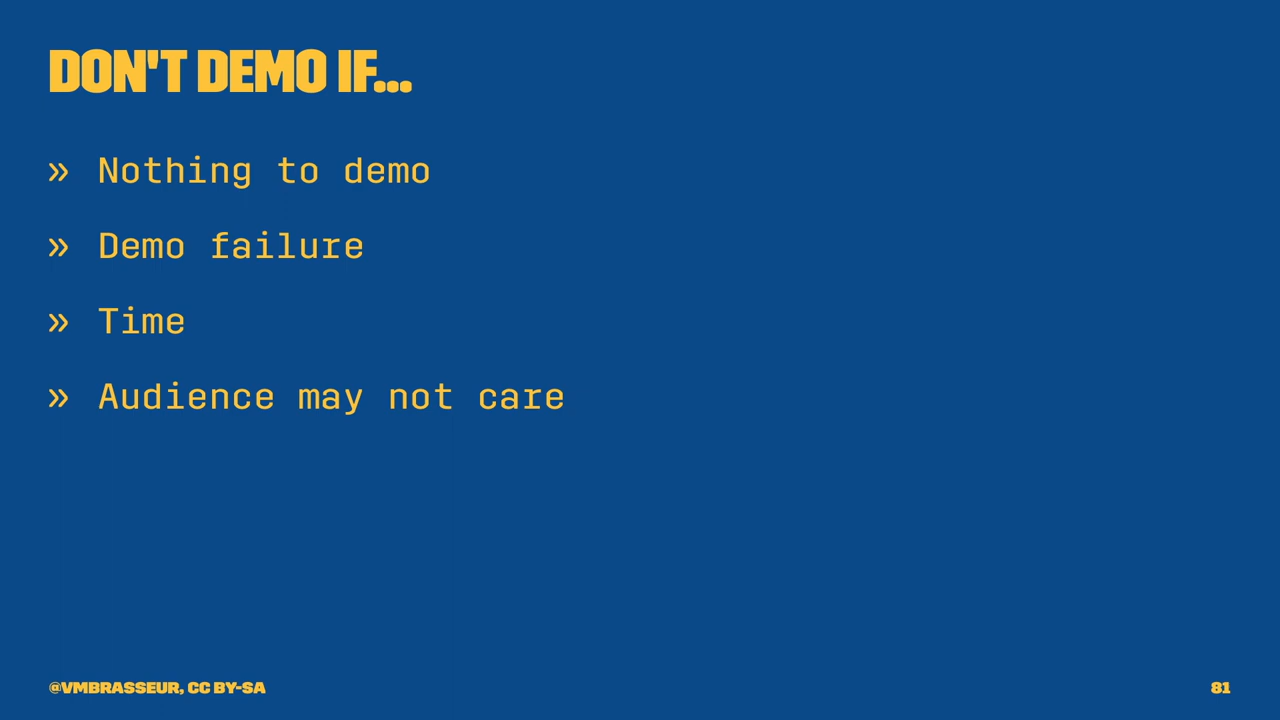 DON'T DEMO IF...
» Nothing to demo
» Demo failure
» Time
» Audience may not care
@VMBRASSEUR, CC BY-SA
81